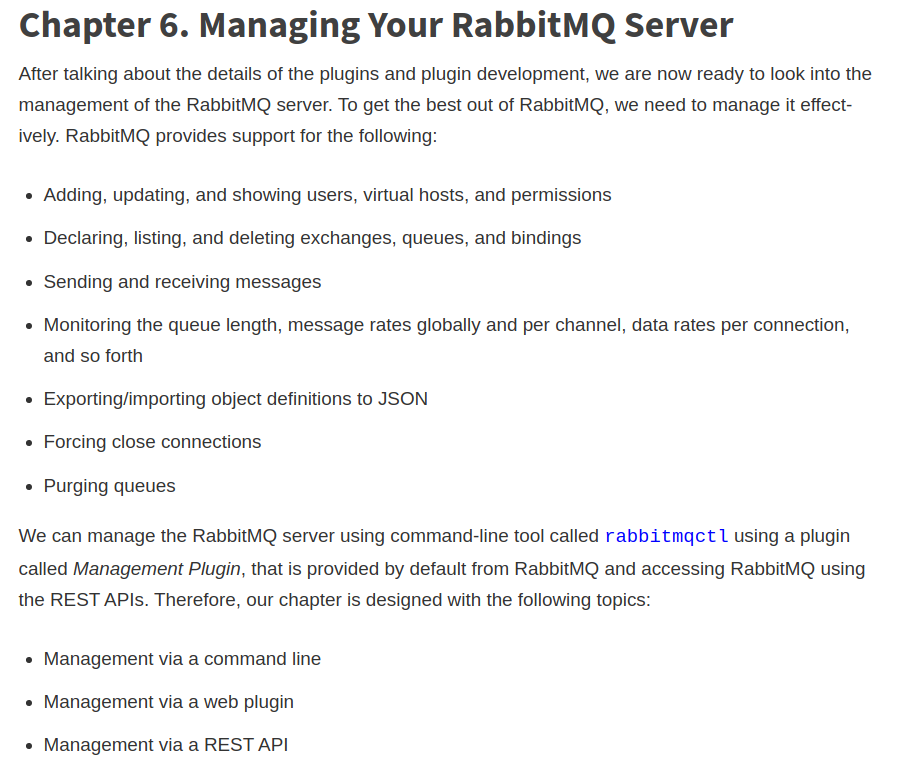 Chapter 6. Managing Your RabbitMQ Server
After talking about the details of the plugins and plugin development, we are now ready to look into the
management of the RabbitMQ server. To get the best out of RabbitMQ, we need to manage it effect-
ively. RabbitMQ provides support for the following:
• Adding, updating, and showing users, virtual hosts, and permissions
• Declaring, listing, and deleting exchanges, queues, and bindings
• Sending and receiving messages
• Monitoring the queue length, message rates globally and per channel, data rates per connection,
and so forth
• Exporting/importing object definitions to JSON
• Forcing close connections
• Purging queues
We can manage the RabbitMQ server using command-line tool called rabbitmqctl using a plugin
called Management Plugin, that is provided by default from RabbitMQ and accessing RabbitMQ using
the REST APIs. Therefore, our chapter is designed with the following topics:
• Management via a command line
• Management via a web plugin
• Management via a REST API